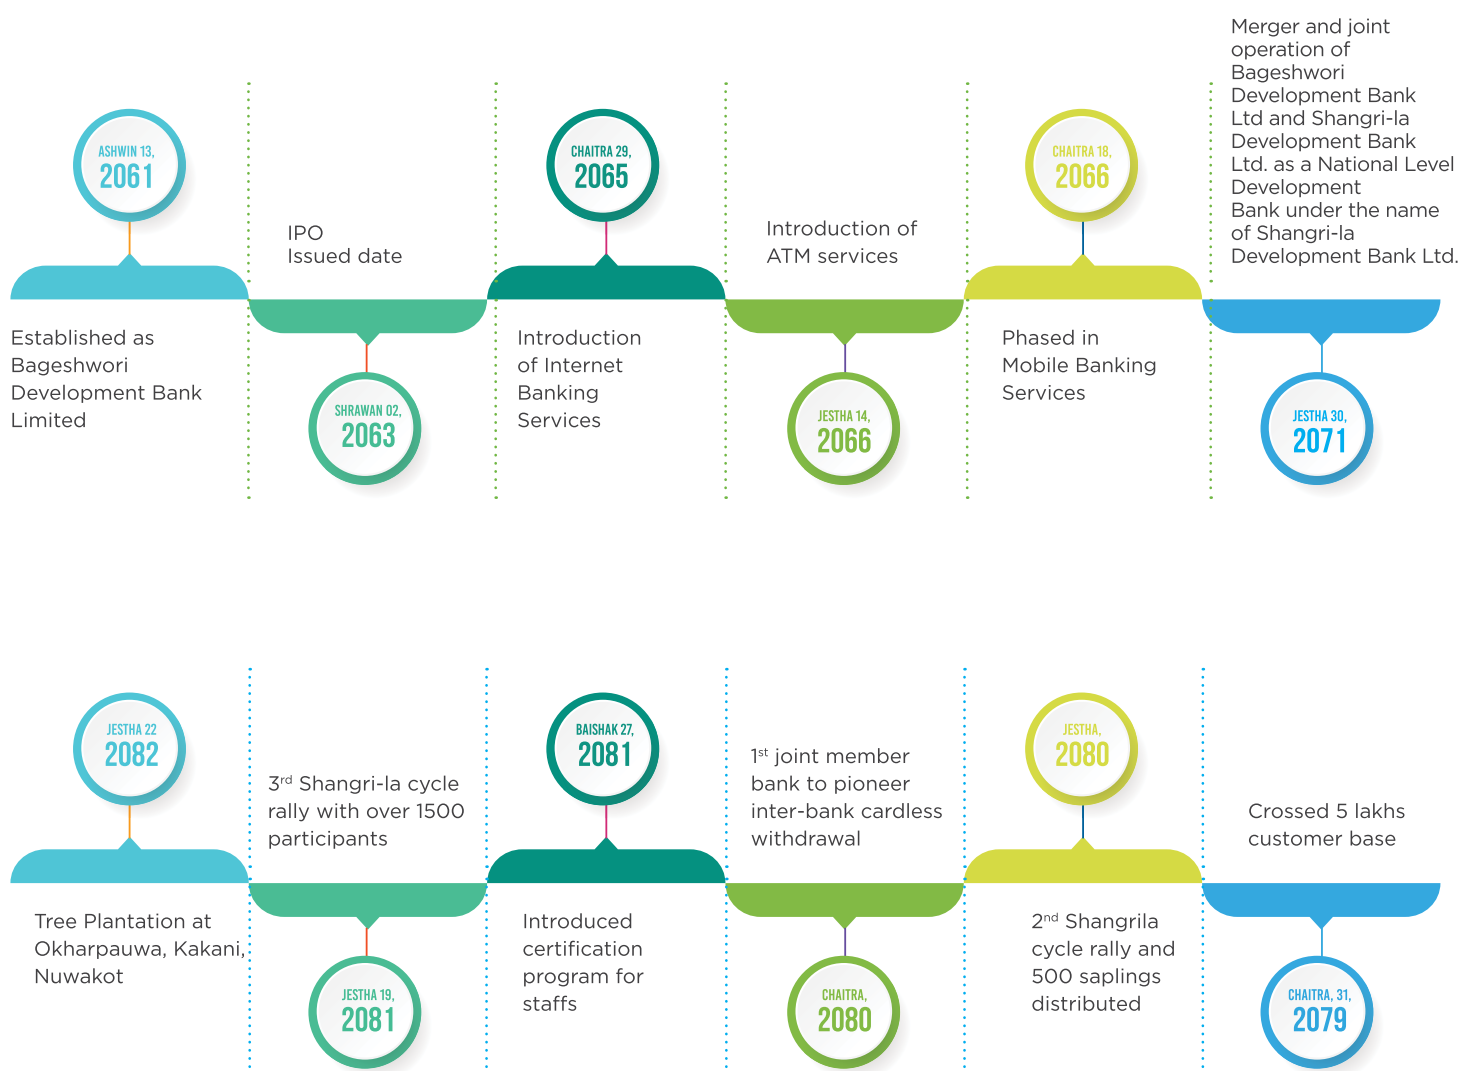 ASHWIN 13,
2061
Established as
Bageshwori
Development Bank
Limited
IPO
Issued date
SHRAWAN 02,
2063
CHAITRA 29,
2065
Introduction
of Internet
Banking
Services
Introduction of
ATM services
JESTHA 14,
2066
CHAITRA 18,
2066
Phased in
Mobile Banking
Services
Merger and joint
operation of
Bageshwori
Development Bank
Ltd and Shangri-la
Development Bank
Ltd. as a National Level
Development
Bank under the name
of Shangri-la
Development Bank Ltd.
JESTHA 30,
2071
JESTHA 22
2082
Tree Plantation at
Okharpauwa, Kakani,
Nuwakot
3rd Shangri-la cycle
rally with over 1500
participants
JESTHA 19,
2081
BAISHAK 27,
2081
Introduced
certification
program for
staffs
1st joint member
bank to pioneer
inter-bank cardless
withdrawal
CHAITRA,
2080
JESTHA,
2080
2nd Shangrila
cycle rally and
500 saplings
distributed
Crossed 5 lakhs
customer base
CHAITRA, 31,
2079